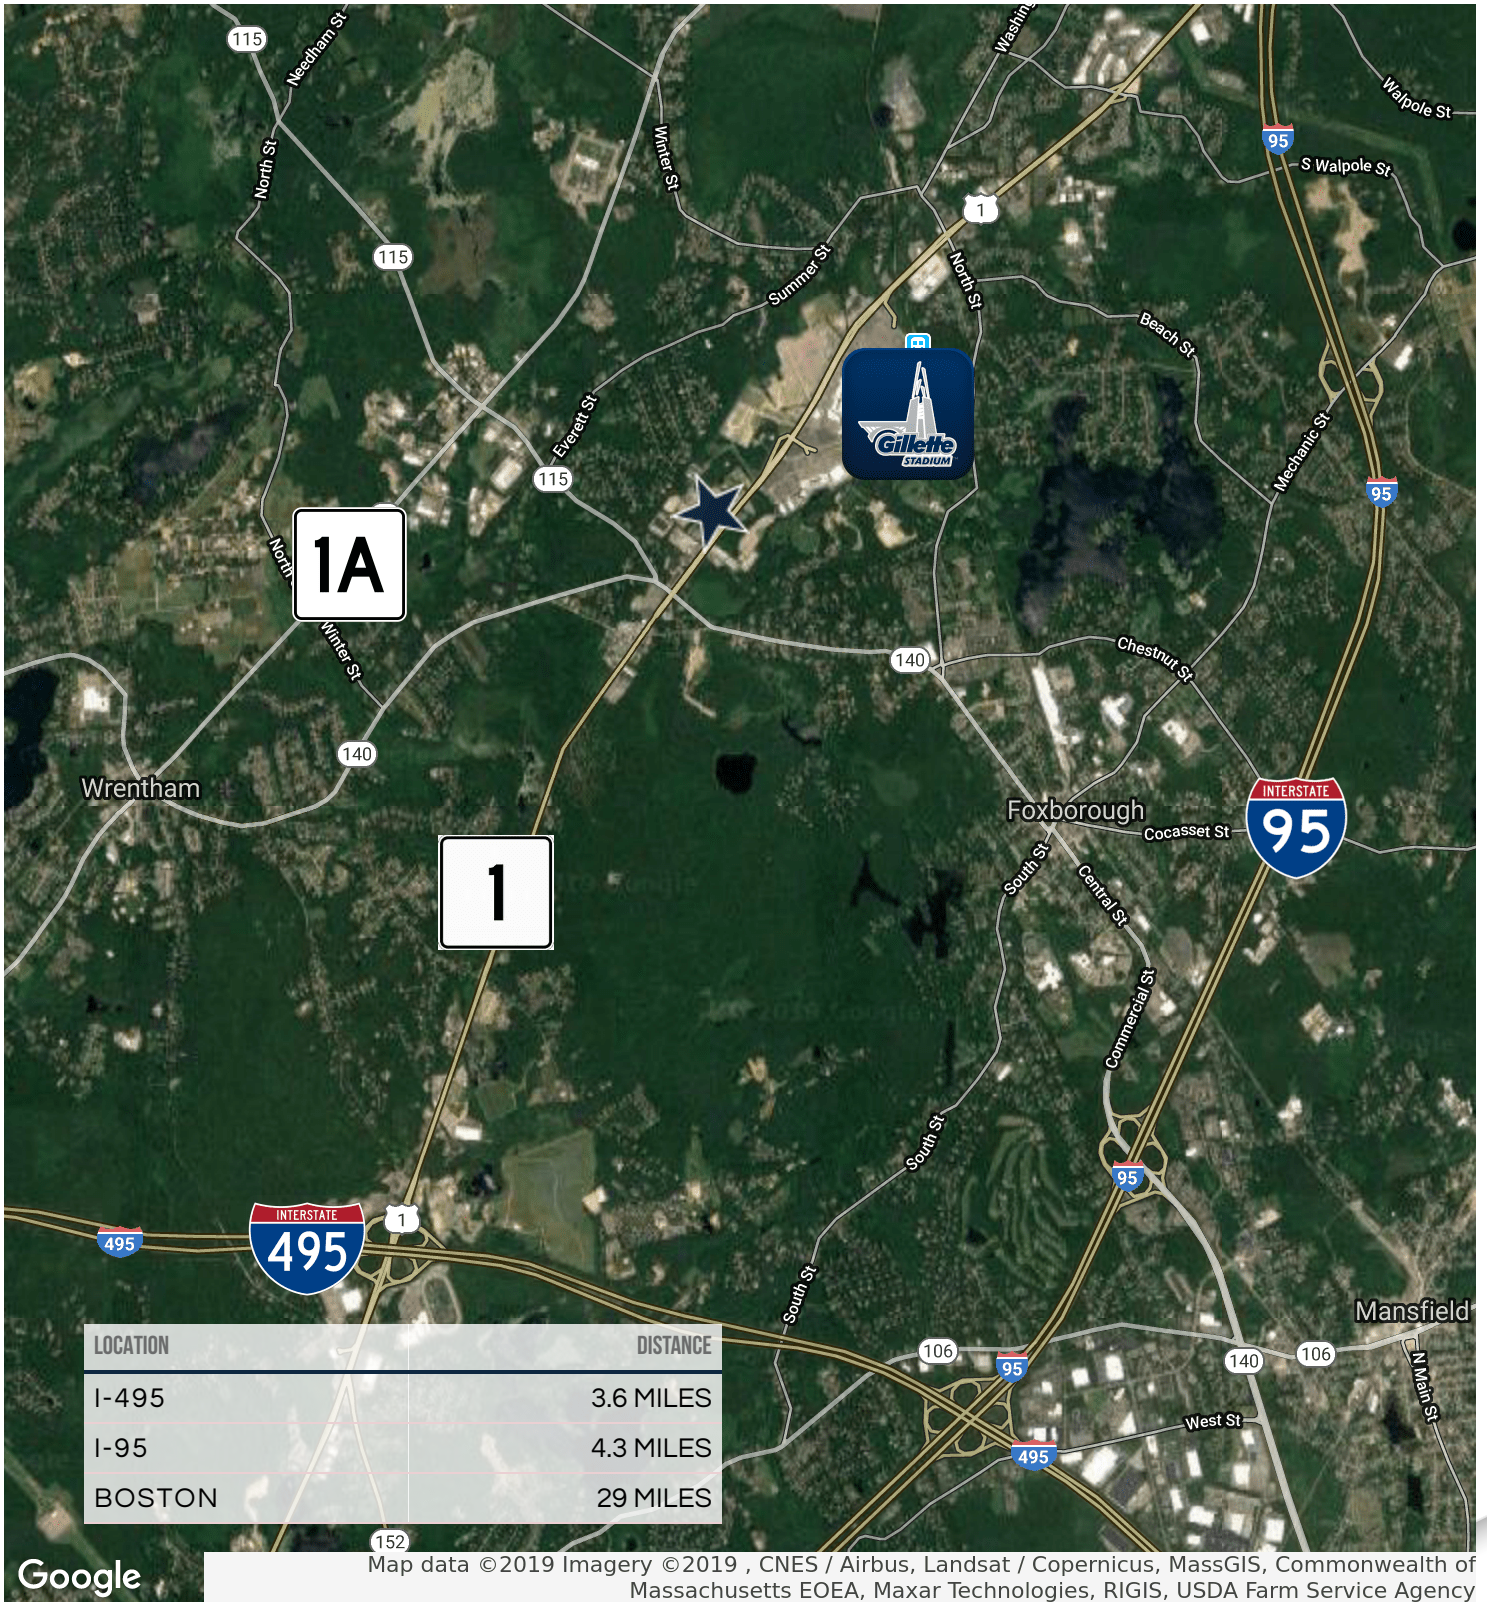 115
Needham St
Washin
Walpole St
95
S Walpole St
North St
Winter St
1
115
Summer St
North St
Beach St
Gillette
STADIUM
Everett St
115
Mechanic St
95
1A
North
Winter St
140
Chestnut St
140
Wrentham
Foxborough
Cocasset St
INTERSTATE
95
1
South St
Central St
Commercial St
South St
95
1
495
INTERSTATE
495
South St
Mansfield
106
95
140
106
N Main St
West St
495
LOCATION DISTANCE
I-495 3.6 MILES
I-95 4.3 MILES
BOSTON 29 MILES
152
Google
Map data ©2019 Imagery ©2019 , CNES / Airbus, Landsat / Copernicus, MassGIS, Commonwealth of
Massachusetts EOEA, Maxar Technologies, RIGIS, USDA Farm Service Agency